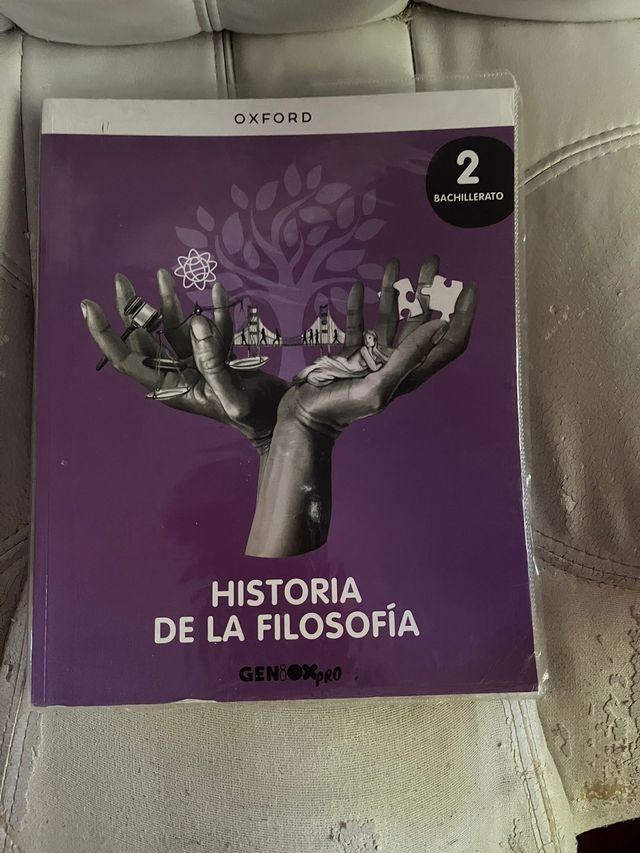 OXFORD
2
BACHILLERATO
HISTORIA
DE LA FILOSOFÍA
GENiOX PRO